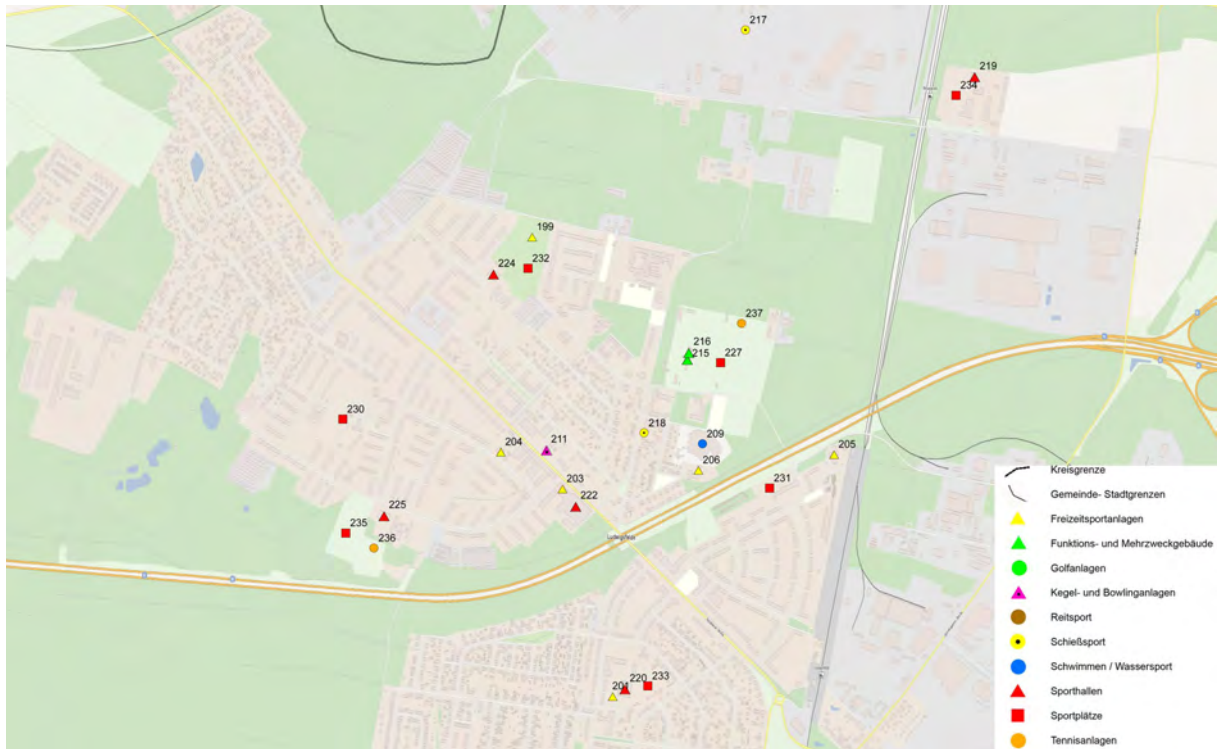 217
219
234
199
224
232
237
216
215
227
230
218
204
211
209
206
205
203
222
231
225
235
236
Ludwigsfelde
220
233
201
Kreisgrenze
Gemeinde- Stadtgrenzen
Freizeitsportanlagen
Funktions- und Mehrzweckgebäude
Golfanlagen
Kegel- und Bowlinganlagen
Reitsport
Schießsport
Schwimmen / Wassersport
Sporthallen
Sportplätze
Tennisanlagen